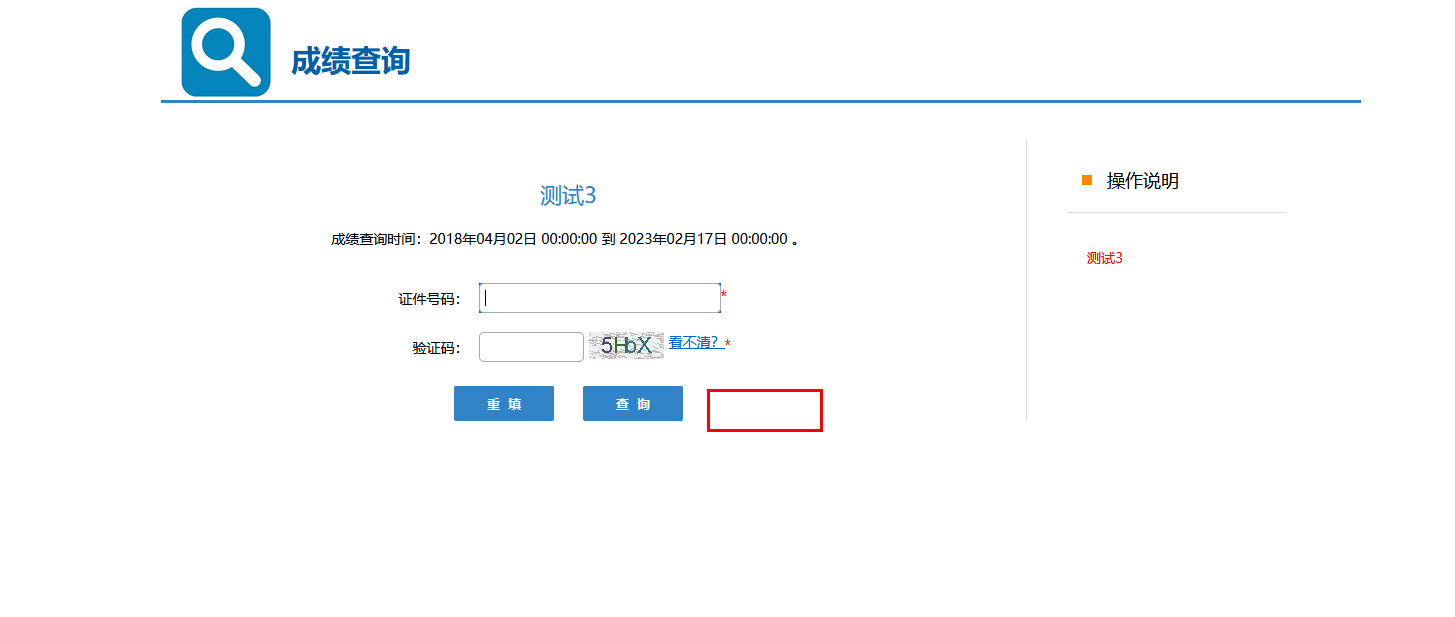 成绩查询
测试3
成绩查询时间：2018年04月02日 00:00:00 到 2023年02月17日 00:00:00 。
证件号码：
*
验证码：
5HbX
看不清？*
重 填
查 询
操作说明
测试3